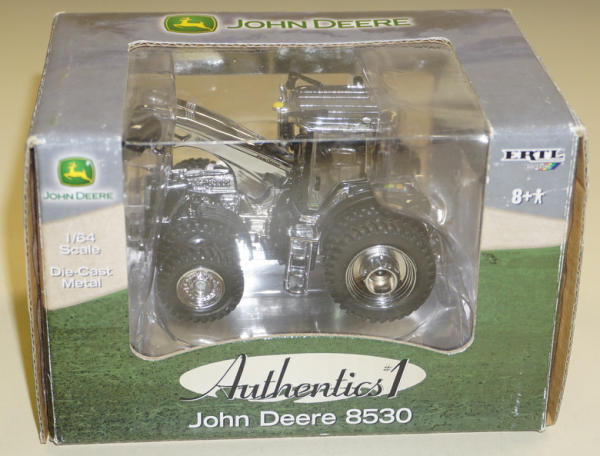 JOHN DEERE
JOHN DEERE
1/64
Scale
Die-Cast
Metal
ERTL
8+
Authentics #1
John Deere 8530